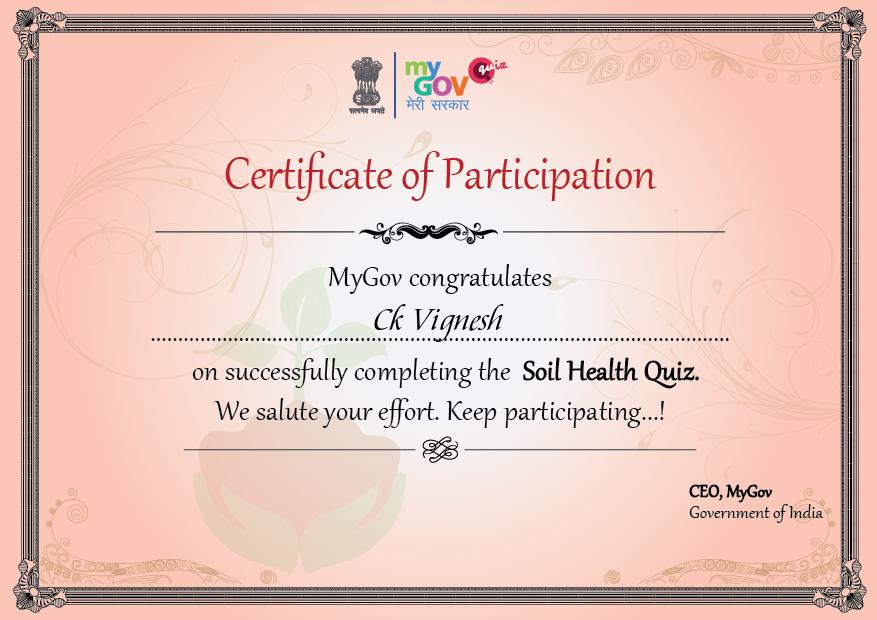 सत्यमेव जयते
my
GOV
quiz
मेरी सरकार
Certificate of Participation
MyGov congratulates
Ck Vignesh
on successfully completing the Soil Health Quiz.
We salute your effort. Keep participating...!
CEO, MyGov
Government of India